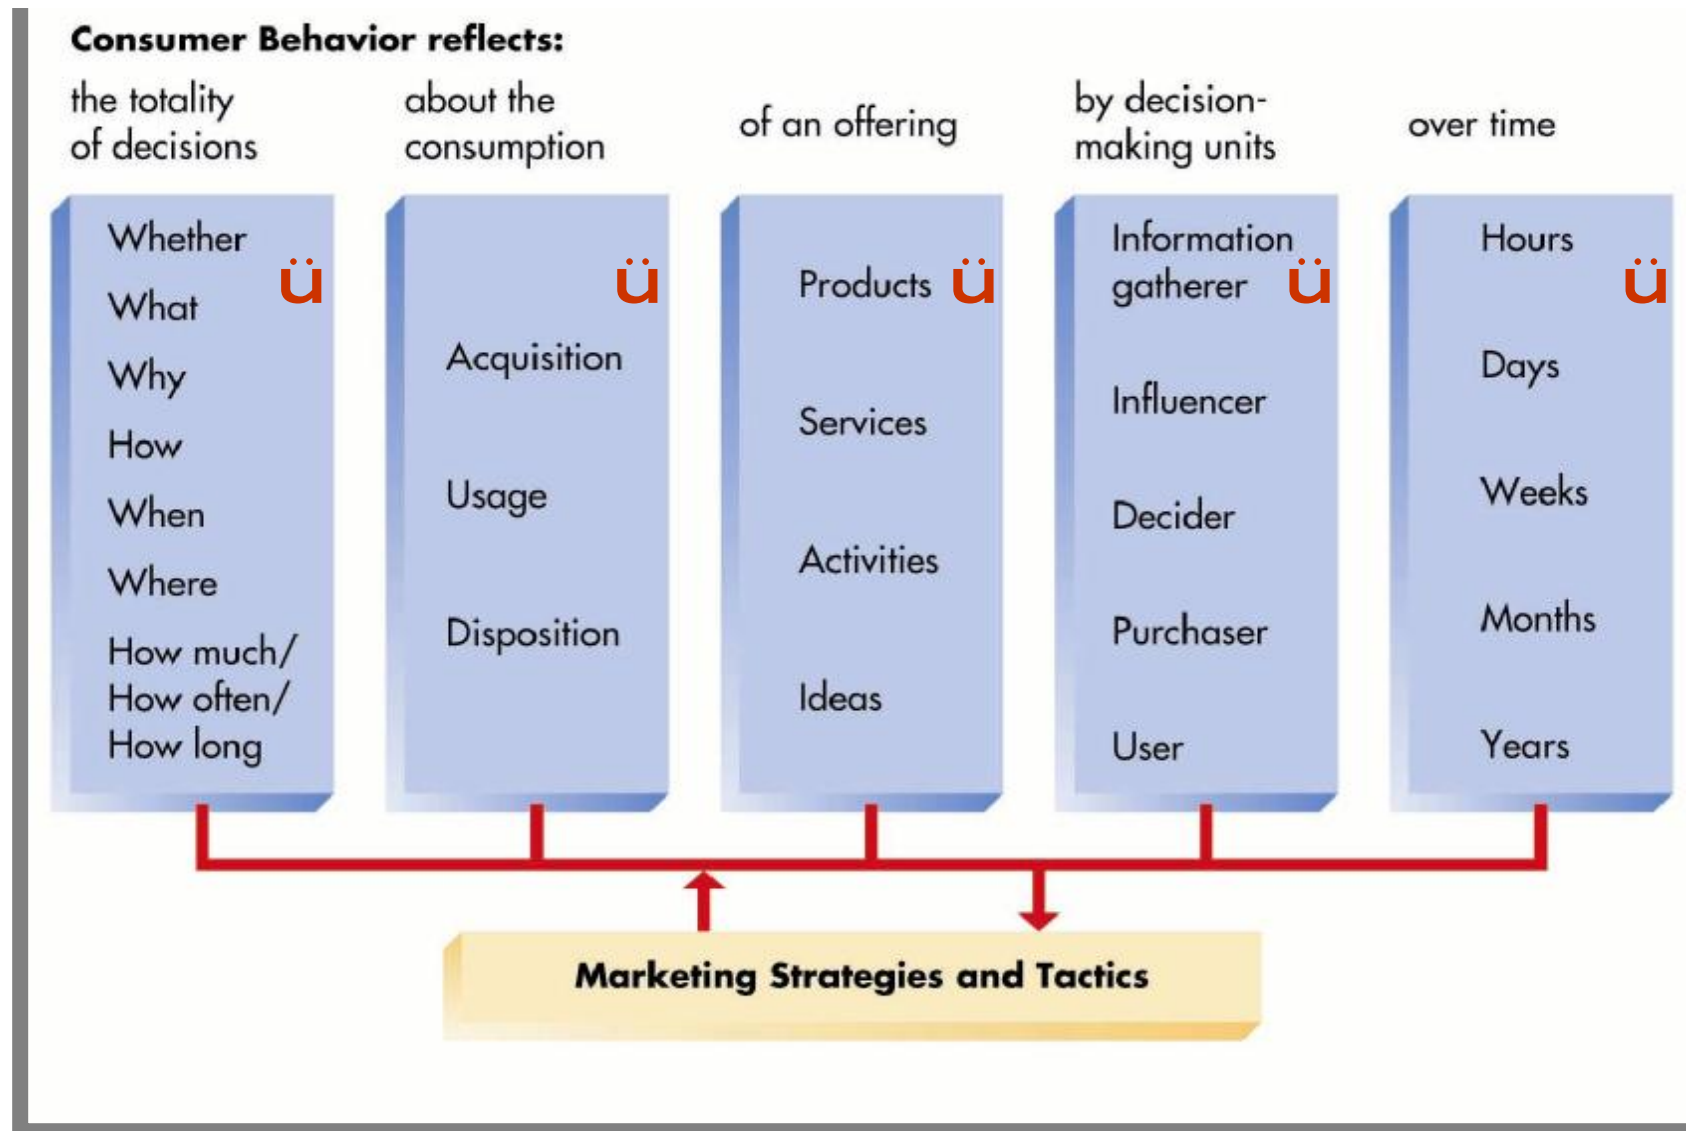 Consumer Behavior reflects:
the totality
of decisions
Whether
ü
What
Why
How
When
Where
How much/
How often/
How long
about the
consumption
ü
Acquisition
Usage
Disposition
of an offering
Products ü
Services
Activities
Ideas
by decision-
making units
Information
gatherer ü
Influencer
Decider
Purchaser
User
over time
Hours
ü
Days
Weeks
Months
Years
Marketing Strategies and Tactics